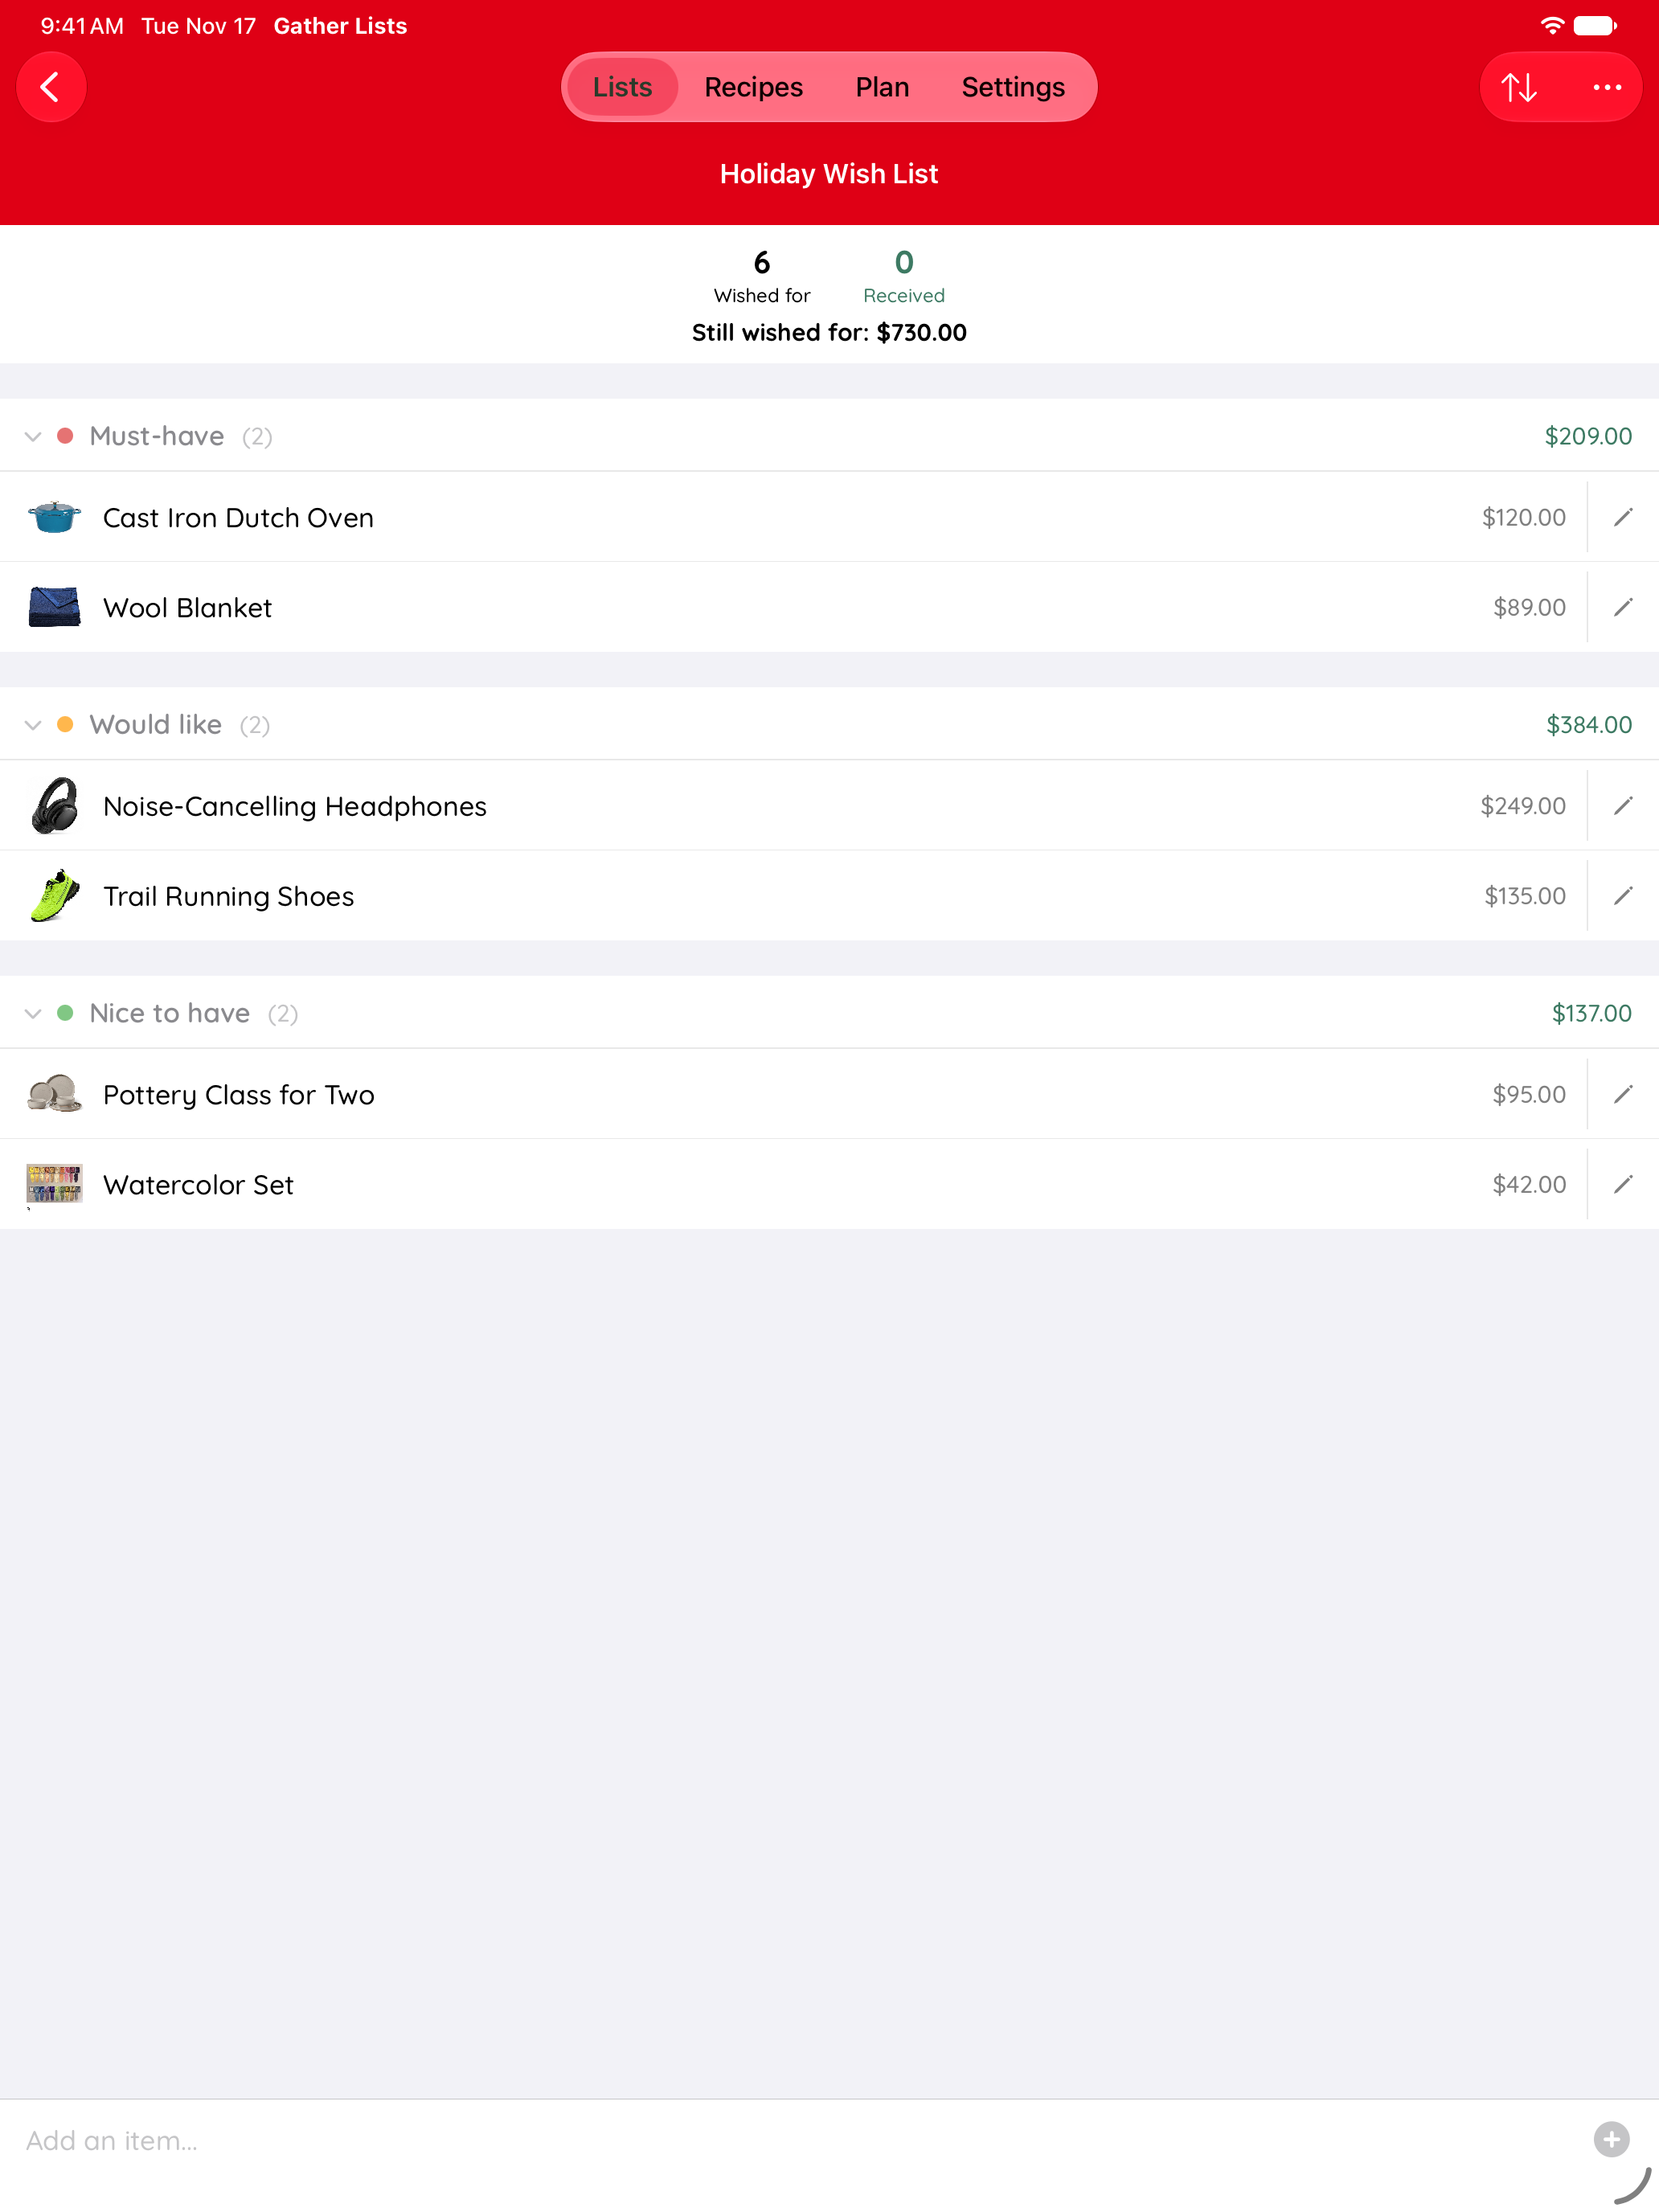 9:41 AM Tue Nov 17 Gather Lists
Lists Recipes Plan Settings
Holiday Wish List
6 0
Wished for Received
Still wished for: $730.00
Must-have (2) $209.00
Cast Iron Dutch Oven $120.00
Wool Blanket $89.00
Would like (2) $384.00
Noise-Cancelling Headphones $249.00
Trail Running Shoes $135.00
Nice to have (2) $137.00
Pottery Class for Two $95.00
Watercolor Set $42.00
Add an item...